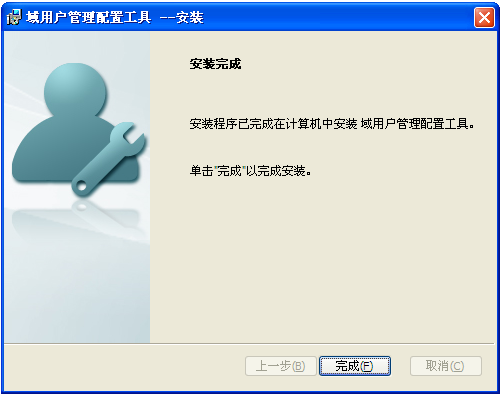 域用户管理配置工具 --安装
安装完成
安装程序已完成在计算机中安装 域用户管理配置工具。
单击"完成"以完成安装。
上一步(B) 完成(F) 取消(C)